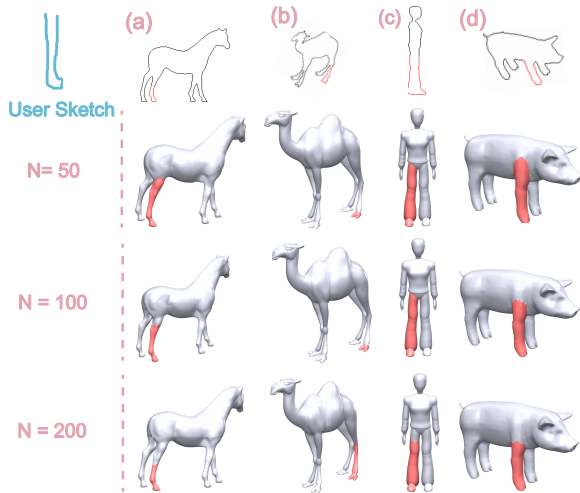 (a)
(b)
(c)
(d)
User Sketch
N= 50
N = 100
N = 200